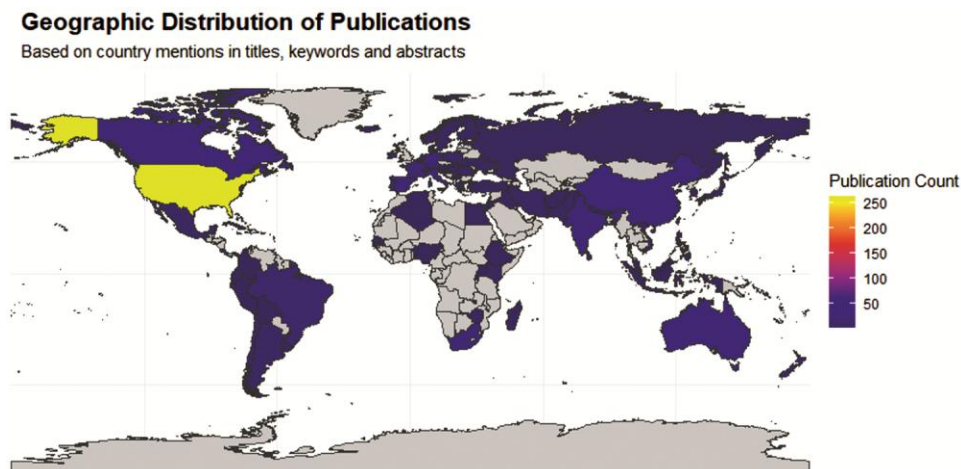 Geographic Distribution of Publications
Based on country mentions in titles, keywords and abstracts
Publication Count
250
200
150
100
50